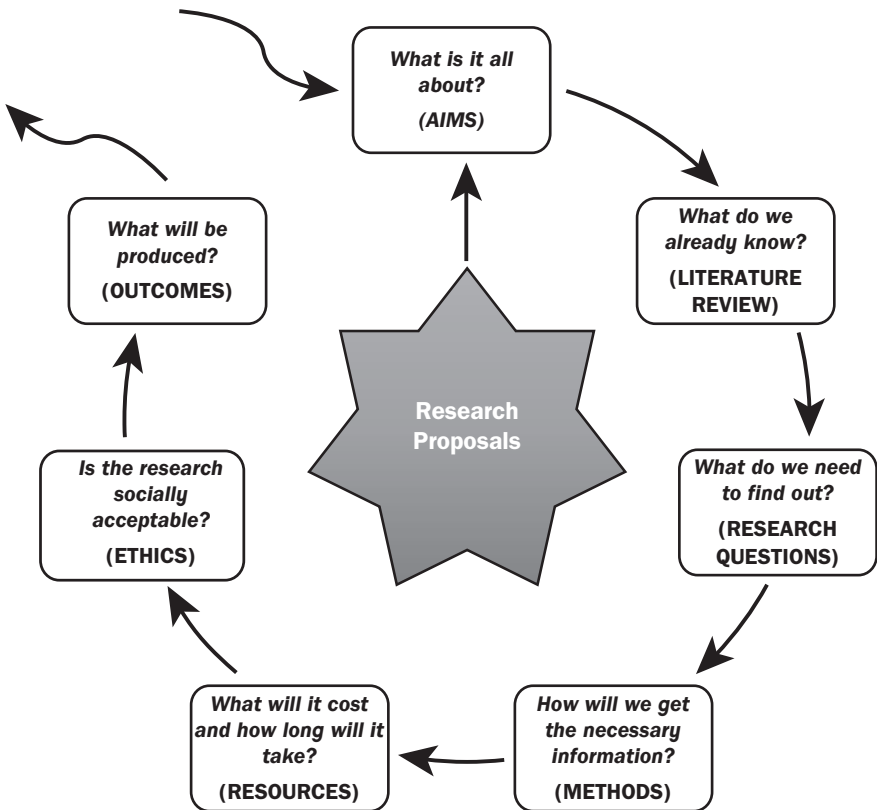 What is it all
about?
(AIMS)
What do we
already know?
(LITERATURE
REVIEW)
What do we need
to find out?
(RESEARCH
QUESTIONS)
How will we get
the necessary
information?
(METHODS)
What will it cost
and how long will it
take?
(RESOURCES)
Is the research
socially
acceptable?
(ETHICS)
What will be
produced?
(OUTCOMES)
Research
Proposals